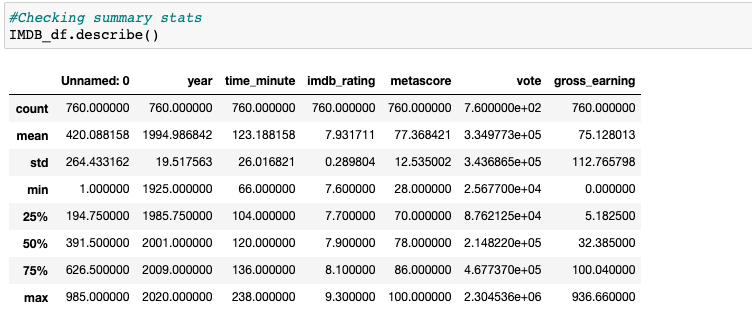 #Checking summary stats
IMDB_df.describe()
Unnamed: 0 year time_minute imdb_rating metascore vote gross_earning
count 760.000000 760.000000 760.000000 760.000000 760.000000 7.600000e+02 760.000000
mean 420.088158 1994.986842 123.188158 7.931711 77.368421 3.349773e+05 75.128013
std 264.433162 19.517563 26.016821 0.289804 12.535002 3.436865e+05 112.765798
min 1.000000 1925.000000 66.000000 7.600000 28.000000 2.567700e+04 0.000000
25% 194.750000 1985.750000 104.000000 7.700000 70.000000 8.762125e+04 5.182500
50% 391.500000 2001.000000 120.000000 7.900000 78.000000 2.148220e+05 32.385000
75% 626.500000 2009.000000 136.000000 8.100000 86.000000 4.677370e+05 100.040000
max 985.000000 2020.000000 238.000000 9.300000 100.000000 2.304536e+06 936.660000